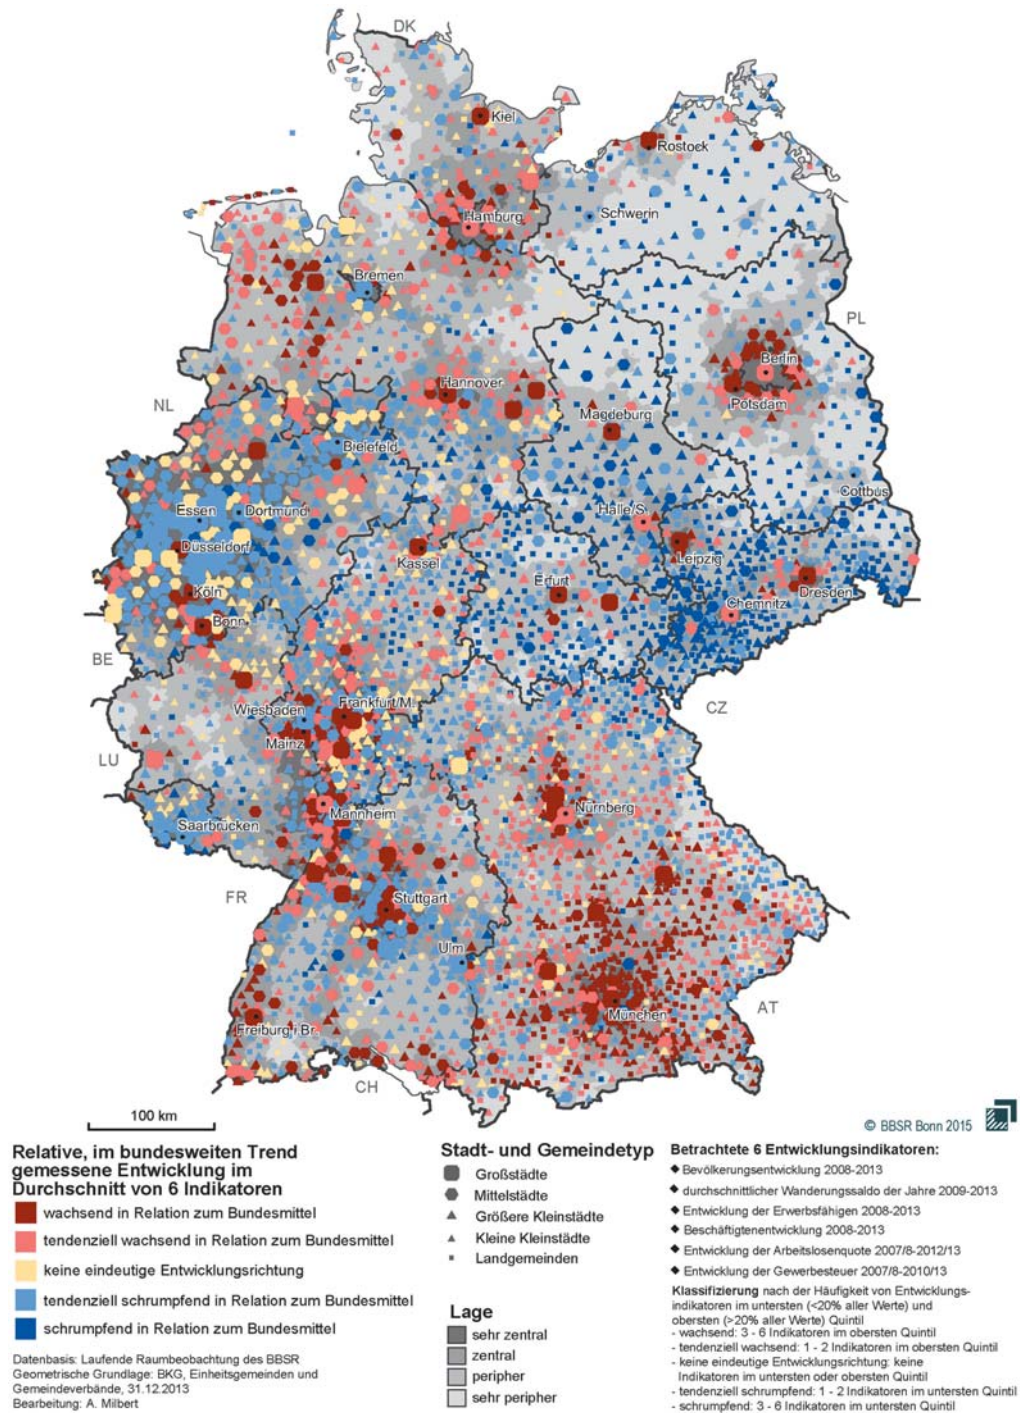 DK
Kiel
Rostock
Hamburg
Schwerin
Bremen
PL
Berlin
Hannover
NL
Potsdam
Magdeburg
Bielefeld
Cottbus
Essen
Dortmund
Halle/S.
Düsseldorf
Leipzig
Kassel
Erfurt
Dresden
Köln
Chemnitz
Bonn
BE
Wiesbaden
Frankfurt/M.
CZ
Mainz
LU
Nürnberg
Mannheim
Saarbrücken
FR
Stuttgart
Ulm
AT
München
Freiburg i.Br.
CH
100 km
© BBSR Bonn 2015
Relative, im bundesweiten Trend
gemessene Entwicklung im
Durchschnitt von 6 Indikatoren
wachsend in Relation zum Bundesmittel
tendenziell wachsend in Relation zum Bundesmittel
keine eindeutige Entwicklungsrichtung
tendenziell schrumpfend in Relation zum Bundesmittel
schrumpfend in Relation zum Bundesmittel
Datenbasis: Laufende Raumbeobachtung des BBSR
Geometrische Grundlage: BKG, Einheitsgemeinden und
Gemeindeverbände, 31.12.2013
Bearbeitung: A. Milbert
Stadt- und Gemeindetyp
Großstädte
Mittelstädte
Größere Kleinstädte
Kleine Kleinstädte
Landgemeinden
Lage
sehr zentral
zentral
peripher
sehr peripher
Betrachtete 6 Entwicklungsindikatoren:
◆ Bevölkerungsentwicklung 2008-2013
◆ durchschnittlicher Wanderungssaldo der Jahre 2009-2013
◆ Entwicklung der Erwerbsfähigen 2008-2013
◆ Beschäftigtenentwicklung 2008-2013
◆ Entwicklung der Arbeitslosenquote 2007/8-2012/13
◆ Entwicklung der Gewerbesteuer 2007/8-2010/13
Klassifizierung nach der Häufigkeit von Entwicklungs-
indikatoren im untersten (<20% aller Werte) und
obersten (>20% aller Werte) Quintil
- wachsend: 3 - 6 Indikatoren im obersten Quintil
- tendenziell wachsend: 1 - 2 Indikatoren im obersten Quintil
- keine eindeutige Entwicklungsrichtung: keine
Indikatoren im untersten oder obersten Quintil
- tendenziell schrumpfend: 1 - 2 Indikatoren im untersten Quintil
- schrumpfend: 3 - 6 Indikatoren im untersten Quintil